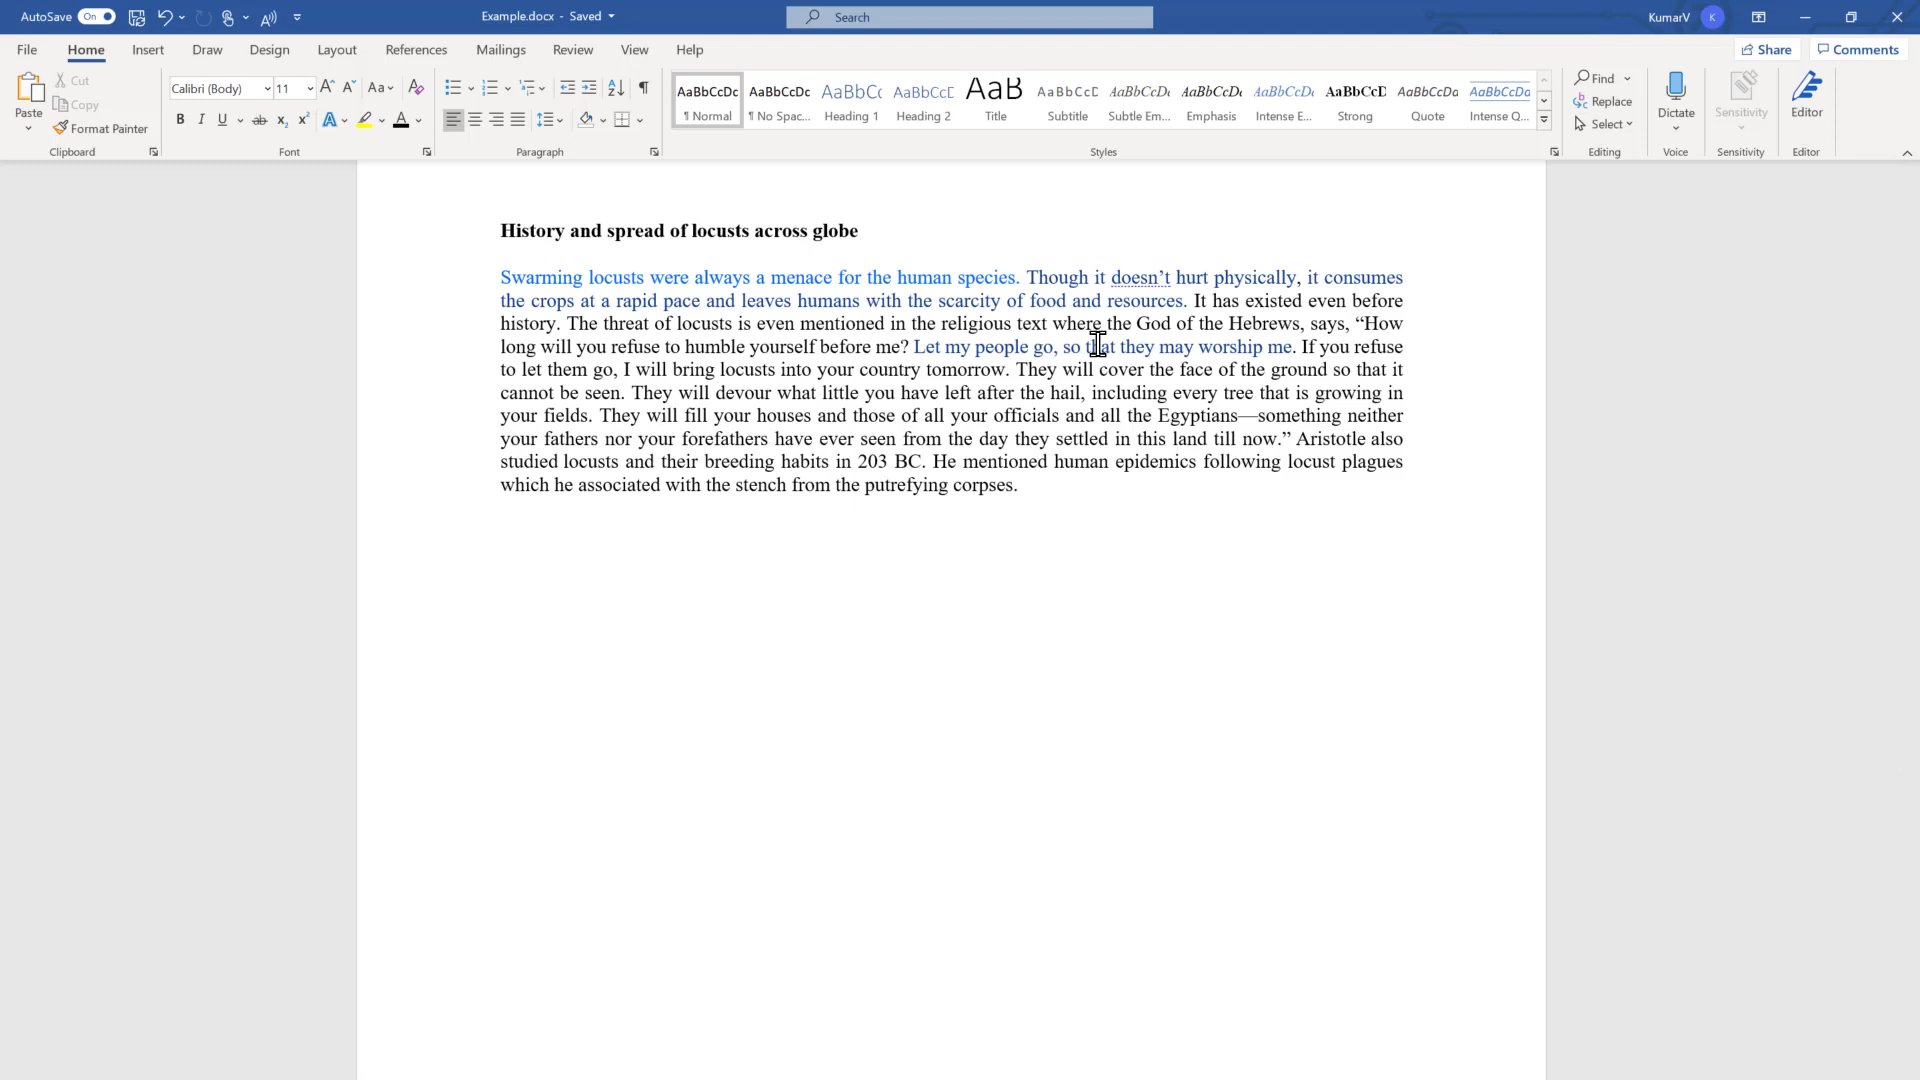 AutoSave On Example.docx - Saved Search KumarV K
File Home Insert Draw Design Layout References Mailings Review View Help Share Comments
Paste Cut Copy Format Painter Clipboard
Calibri (Body) 11 Aa B I U ab x₂ x² A A Font
Paragraph
AaBbCcDc AaBbCcDc AaBbCc AaBbCcD AaB AaBbCcD AaBbCcDc AaBbCcDc AaBbCcDc AaBbCcD AaBbCcDc AaBbCcDc
¶ Normal ¶ No Spac... Heading 1 Heading 2 Title Subtitle Subtle Em... Emphasis Intense E... Strong Quote Intense Q...
Styles
Find Replace Select Editing
Dictate Voice
Sensitivity Sensitivity
Editor Editor
History and spread of locusts across globe
Swarming locusts were always a menace for the human species. Though it doesn’t hurt physically, it consumes
the crops at a rapid pace and leaves humans with the scarcity of food and resources. It has existed even before
history. The threat of locusts is even mentioned in the religious text where the God of the Hebrews, says, “How
long will you refuse to humble yourself before me? Let my people go, so that they may worship me. If you refuse
to let them go, I will bring locusts into your country tomorrow. They will cover the face of the ground so that it
cannot be seen. They will devour what little you have left after the hail, including every tree that is growing in
your fields. They will fill your houses and those of all your officials and all the Egyptians—something neither
your fathers nor your forefathers have ever seen from the day they settled in this land till now.” Aristotle also
studied locusts and their breeding habits in 203 BC. He mentioned human epidemics following locust plagues
which he associated with the stench from the putrefying corpses.